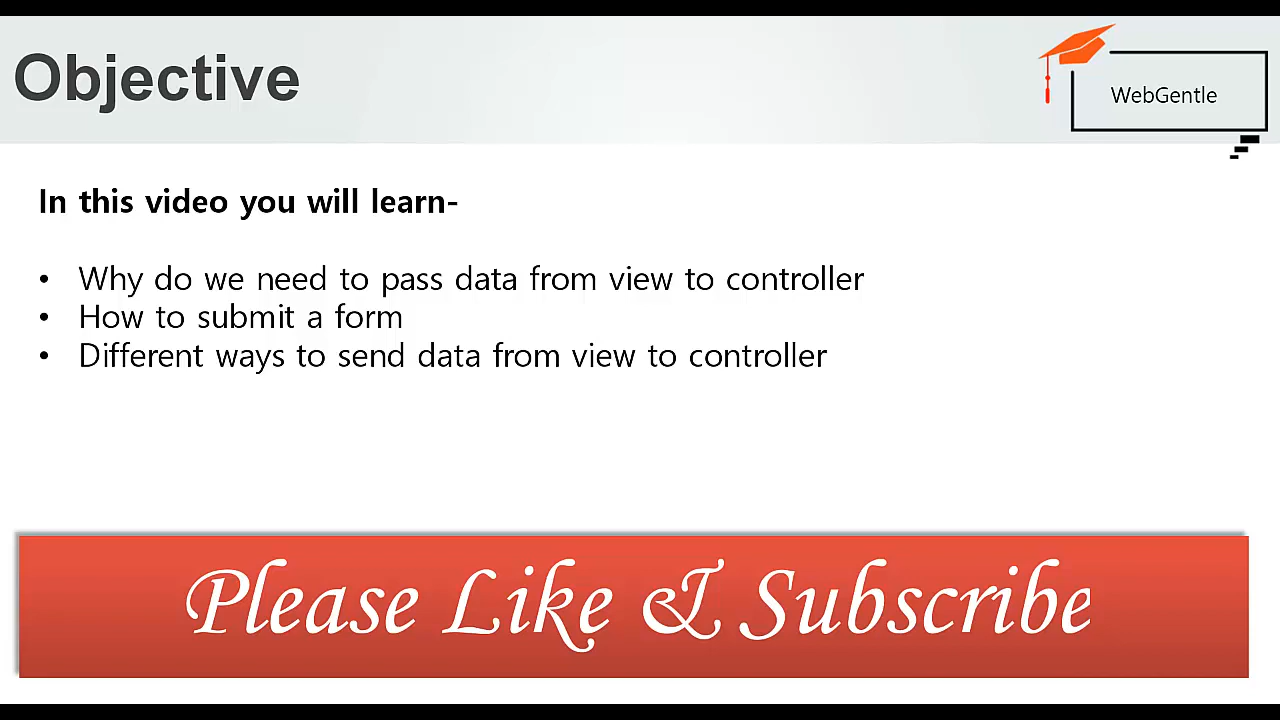 Objective
WebGentle
In this video you will learn-
• Why do we need to pass data from view to controller
• How to submit a form
• Different ways to send data from view to controller
Please Like & Subscribe